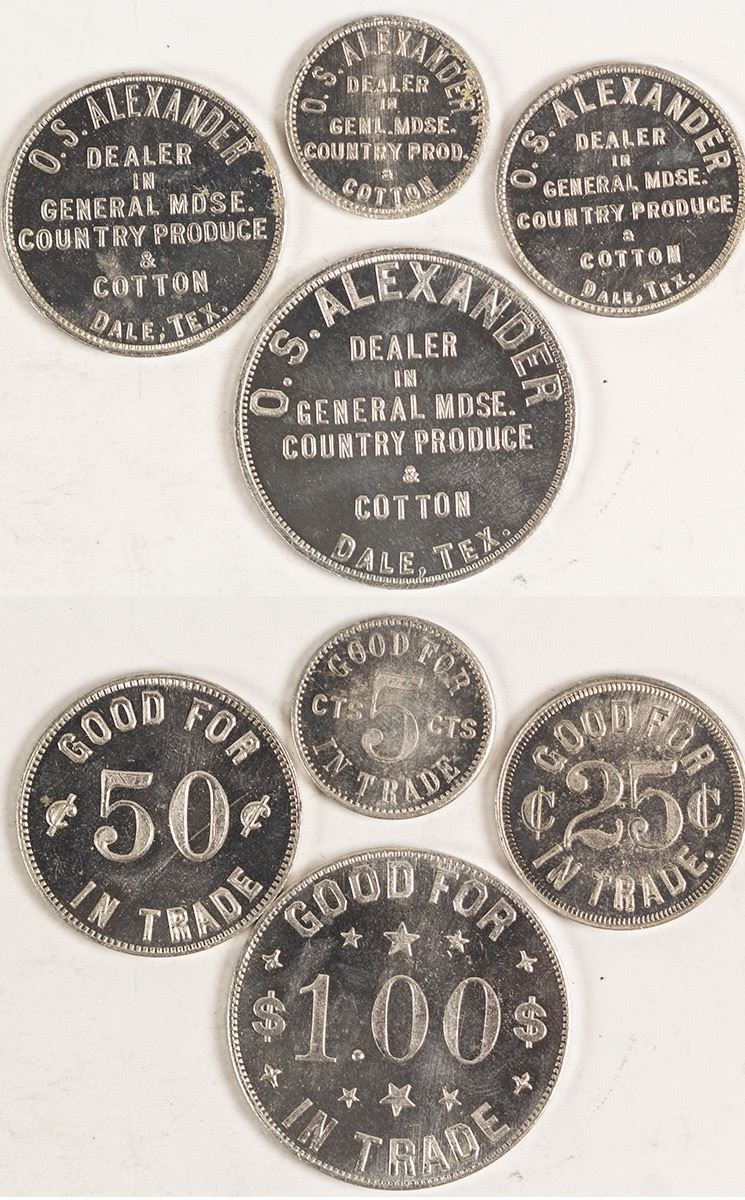 O. S. ALEXANDER
DEALER
IN
GENERAL MDSE.
COUNTRY PRODUCE
&
COTTON
DALE, TEX.
O. S. ALEXANDER
DEALER
IN
GENL. MDSE.
COUNTRY PROD.
&
COTTON
O. S. ALEXANDER
DEALER
IN
GENERAL MDSE.
COUNTRY PRODUCE
&
COTTON
DALE, TEX.
O. S. ALEXANDER
DEALER
IN
GENERAL MDSE.
COUNTRY PRODUCE
&
COTTON
DALE, TEX.
GOOD FOR
¢ 50 ¢
IN TRADE
GOOD FOR
CTS 5 CTS
IN TRADE
GOOD FOR
¢ 25 ¢
IN TRADE.
GOOD FOR
$ 1.00 $
IN TRADE